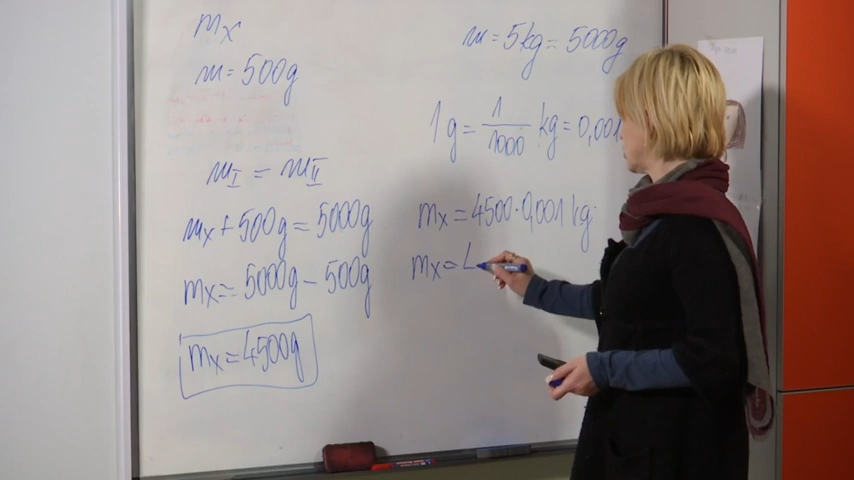 mx
m = 500g
mI = mII
mx + 500g = 5000g
mx = 5000g - 500g
mx = 4500g
m = 5kg = 5000g
1g = 1/1000 kg = 0,001
mx = 4500 · 0,001 kg
mx = 4